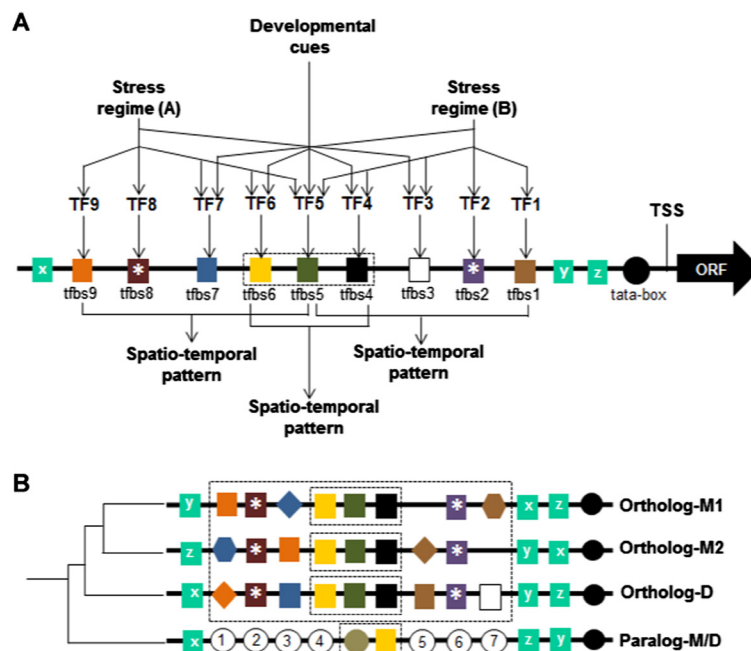 A
Developmental
cues
Stress
regime (A)
Stress
regime (B)
TF9 TF8 TF7 TF6 TF5 TF4 TF3 TF2 TF1
TSS
x * * y z ORF
tfbs9 tfbs8 tfbs7 tfbs6 tfbs5 tfbs4 tfbs3 tfbs2 tfbs1 tata-box
Spatio-temporal
pattern
Spatio-temporal
pattern
Spatio-temporal
pattern
B
y * * x z Ortholog-M1
z * * y x Ortholog-M2
x * * y z Ortholog-D
x 1 2 3 4 5 6 7 z y Paralog-M/D